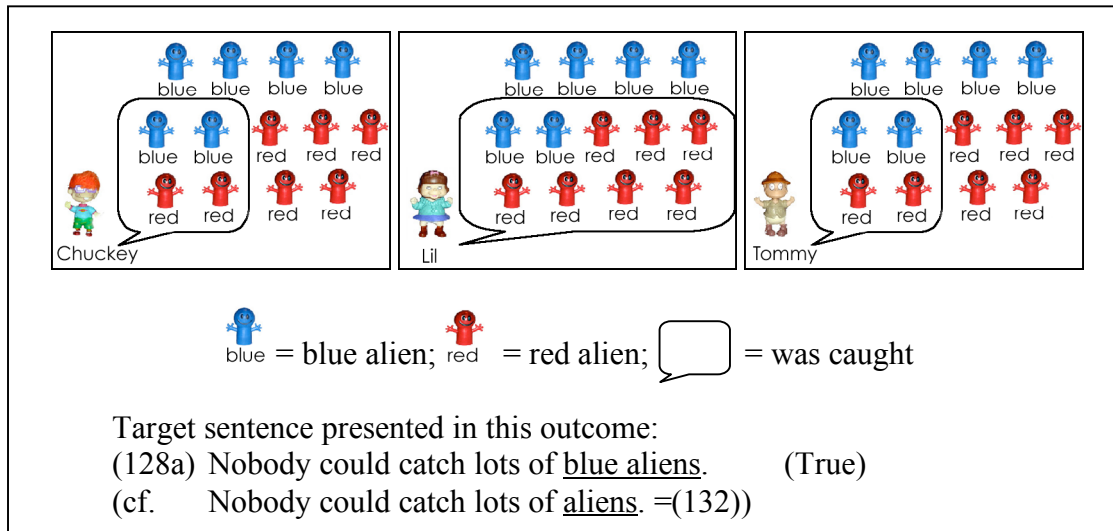 blue blue blue blue
blue blue red red red
red red red red
Chuckey
blue blue blue blue
blue blue red red red
red red red red
Lil
blue blue blue blue
blue blue red red red
red red red red
Tommy
blue = blue alien; red = red alien; = was caught
Target sentence presented in this outcome:
(128a) Nobody could catch lots of blue aliens. (True)
(cf. Nobody could catch lots of aliens. =(132))